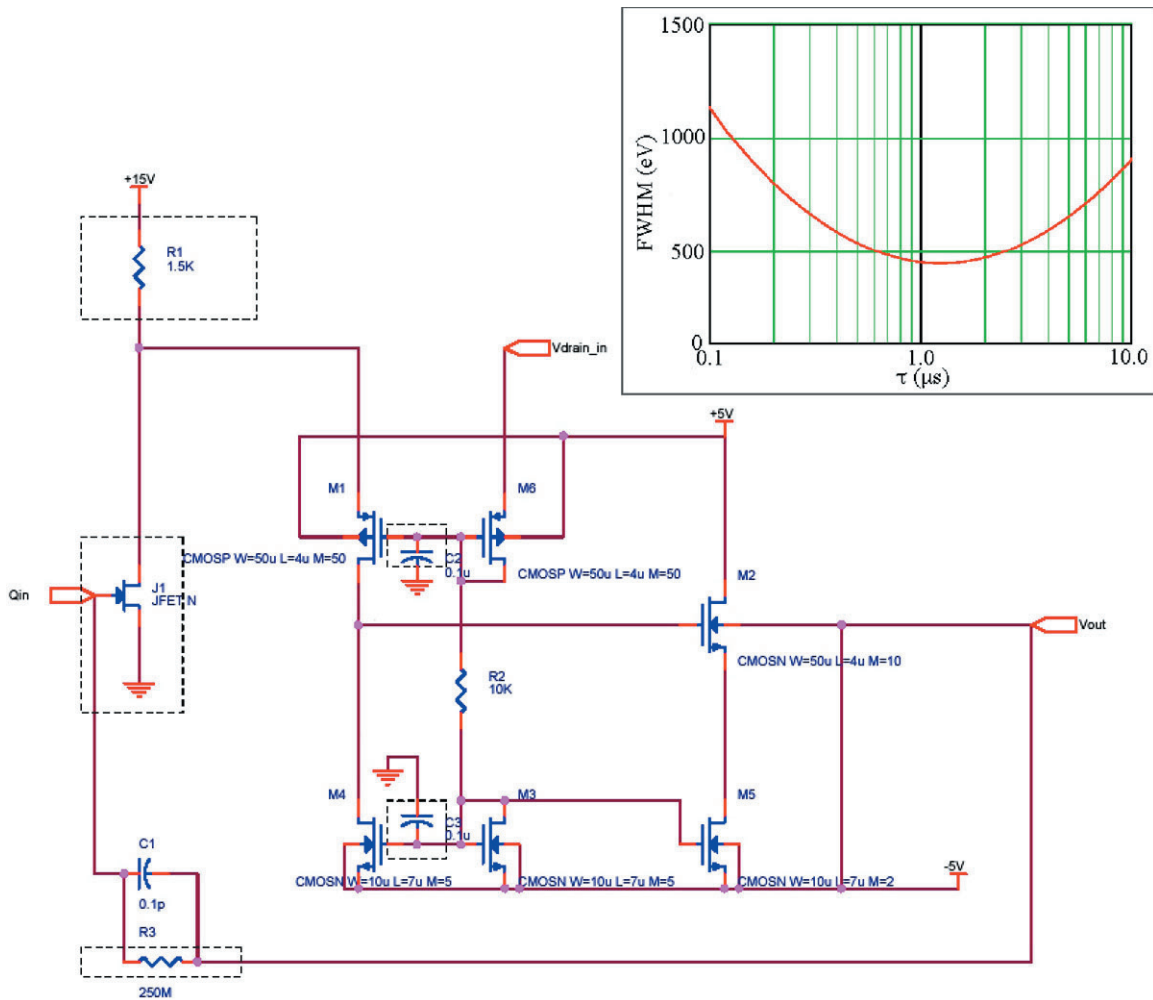 1500
1000
500
0
FWHM (eV)
0.1
1.0
10.0
τ (µs)
+15V
R1
1.5K
Vdrain_in
+5V
M1
M6
C2
0.1u
CMOSP W=50u L=4u M=50
CMOSP W=50u L=4u M=50
M2
Qin
J1
JFET N
Vout
CMOSN W=50u L=4u M=10
R2
10K
M4
M3
M5
C3
0.1u
C1
-5V
CMOSN W=10u L=7u M=5
CMOSN W=10u L=7u M=5
CMOSN W=10u L=7u M=2
0.1p
R3
250M